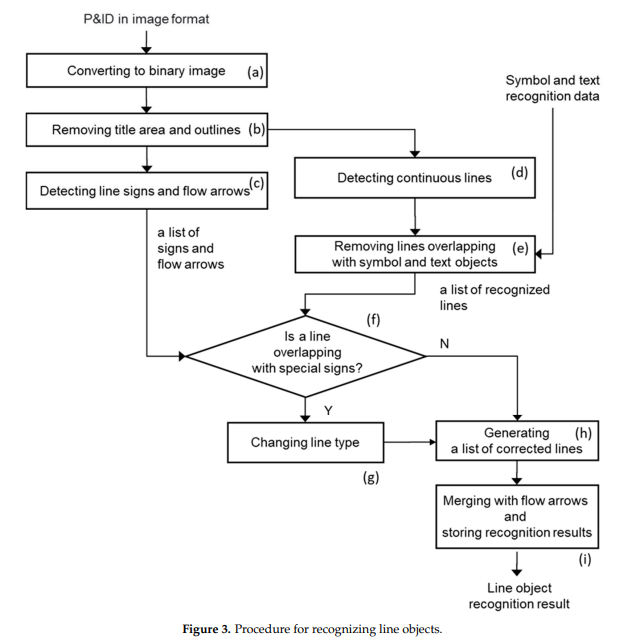 P&ID in image format
Converting to binary image (a)
Symbol and text
recognition data
Removing title area and outlines (b)
Detecting line signs and flow arrows (c)
Detecting continuous lines (d)
a list of
signs and
flow arrows
Removing lines overlapping
with symbol and text objects (e)
a list of recognized
lines
(f)
Is a line
overlapping
with special signs?
N
Y
Changing line type
(g)
Generating
a list of corrected lines (h)
Merging with flow arrows
and
storing recognition results
(i)
Line object
recognition result
Figure 3. Procedure for recognizing line objects.